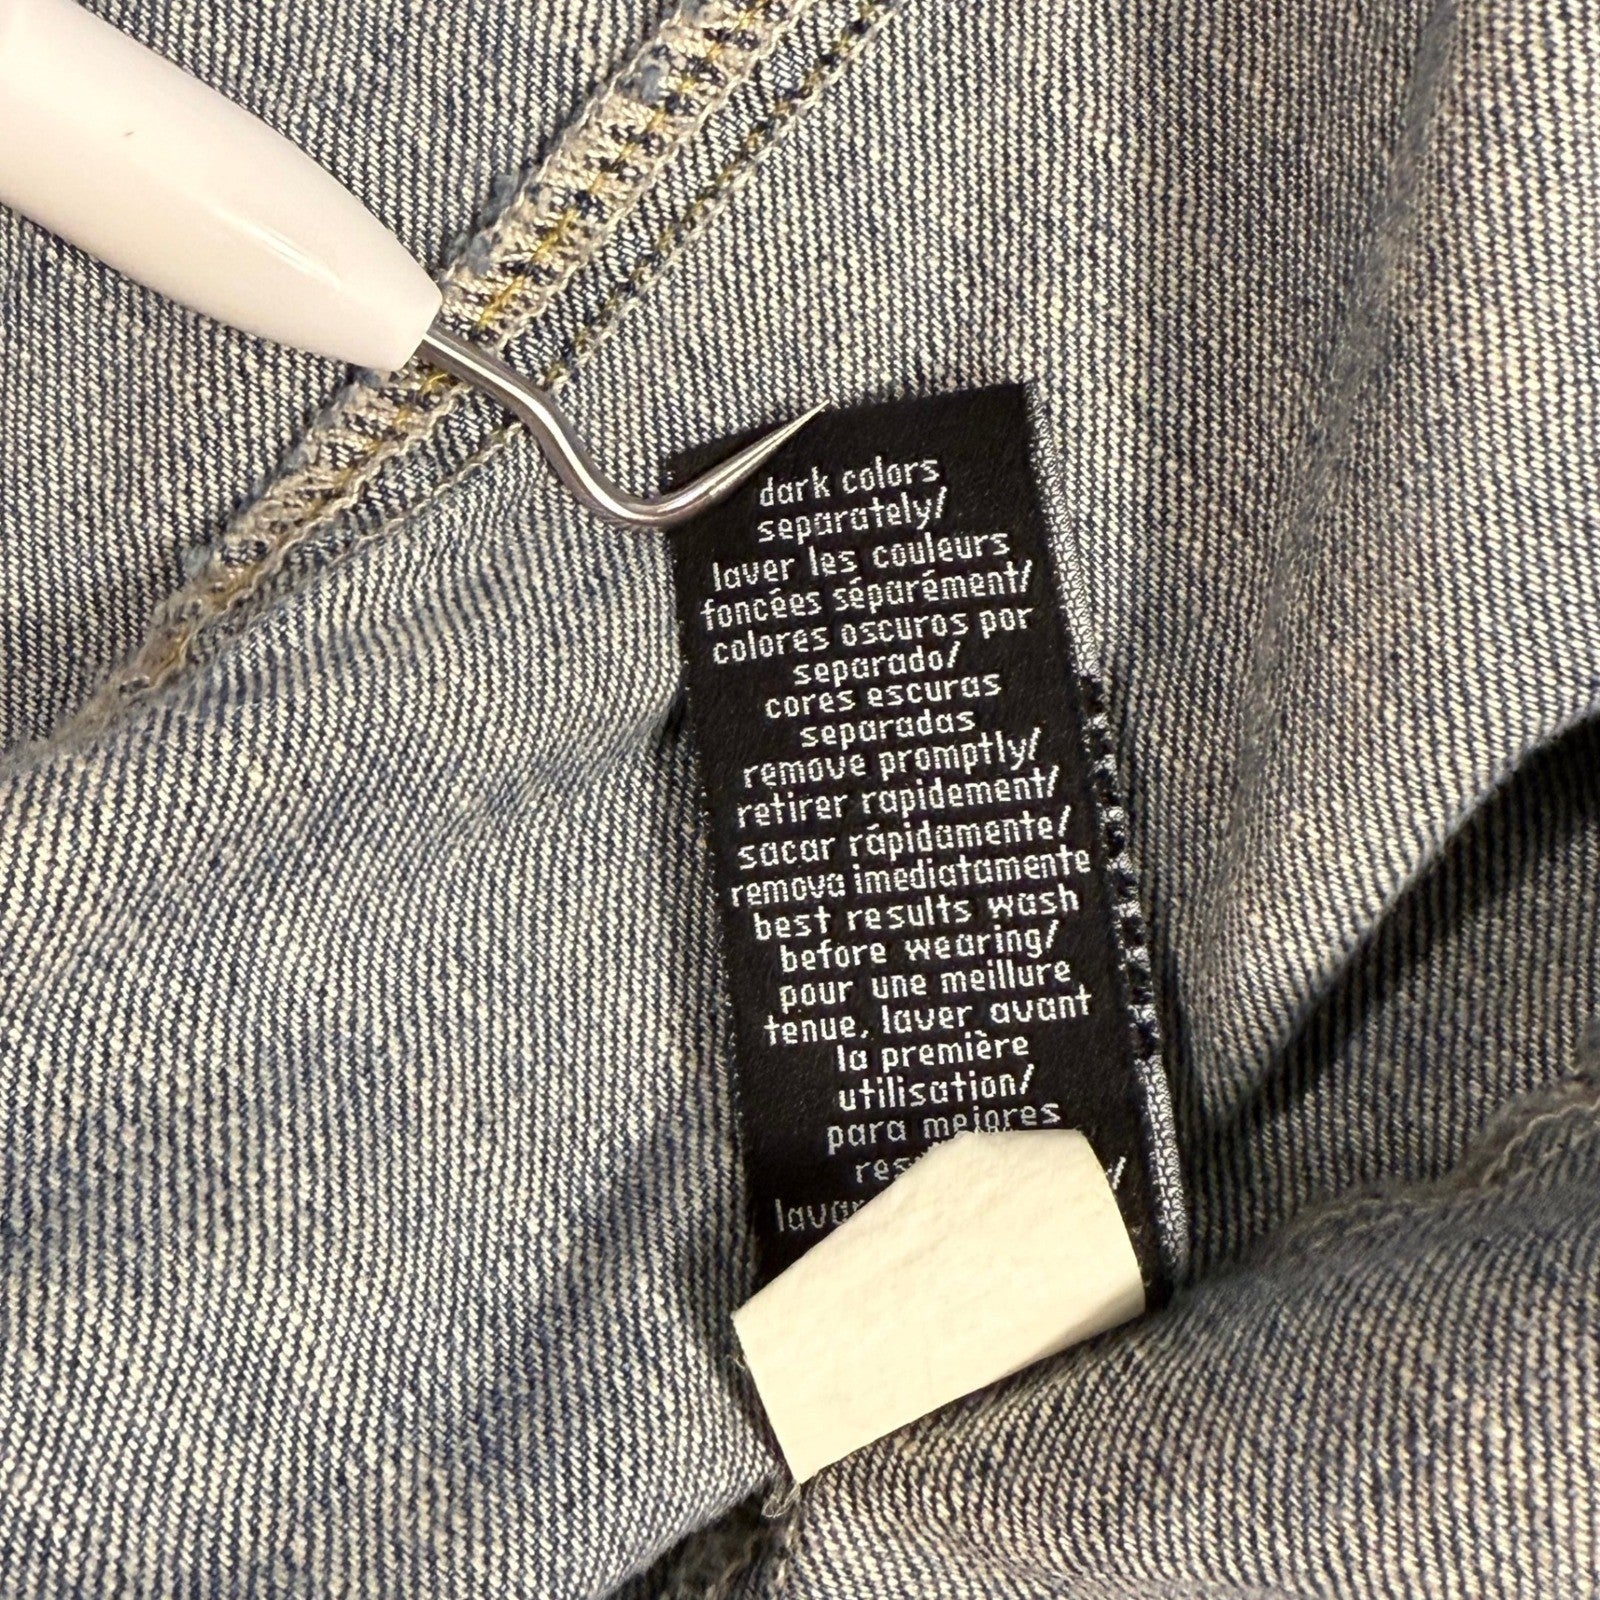 dark colors
separately/
laver les couleurs
foncées séparément/
colores oscuros por
separado/
cores escuras
separadas
remove promptly/
retirer rapidement/
sacar rápidamente/
remova imediatamente
best results wash
before wearing/
pour une meillure
tenue, laver avant
la première
utilisation/
para mejores